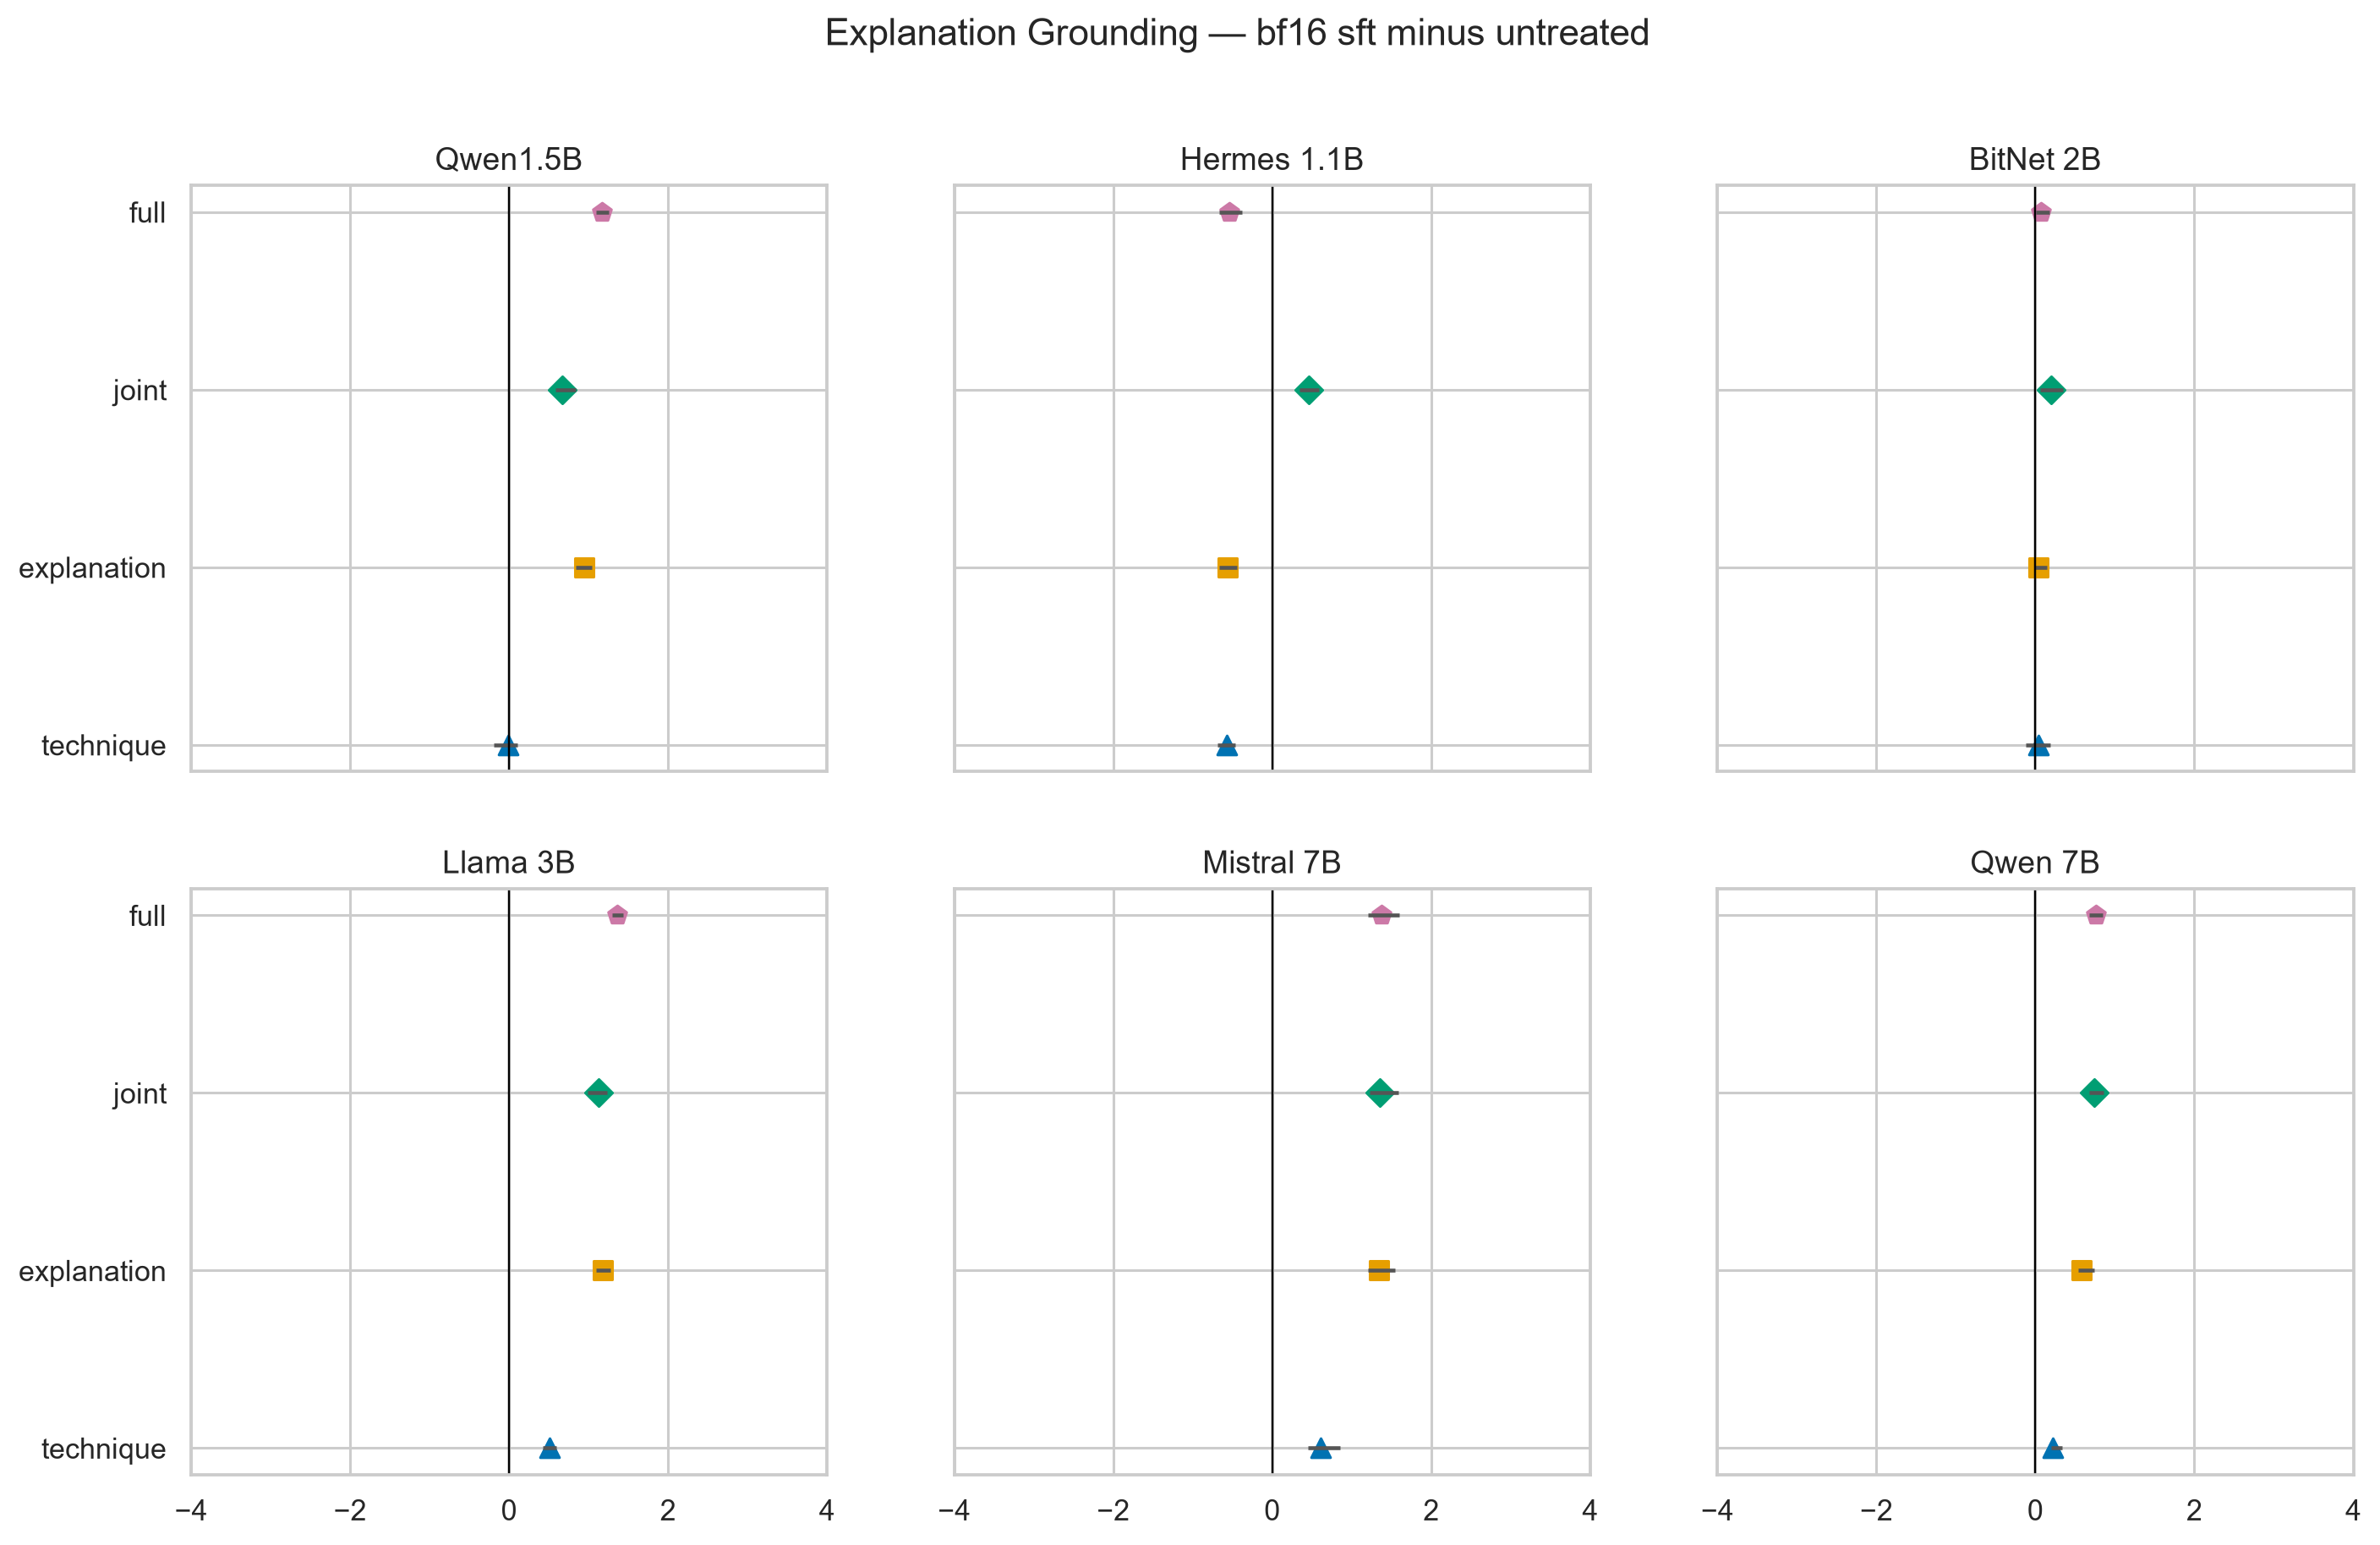 Explanation Grounding — bf16 sft minus untreated
Qwen1.5B
Hermes 1.1B
BitNet 2B
full
joint
explanation
technique
Llama 3B
Mistral 7B
Qwen 7B
full
joint
explanation
technique
−4 −2 0 2 4
−4 −2 0 2 4
−4 −2 0 2 4